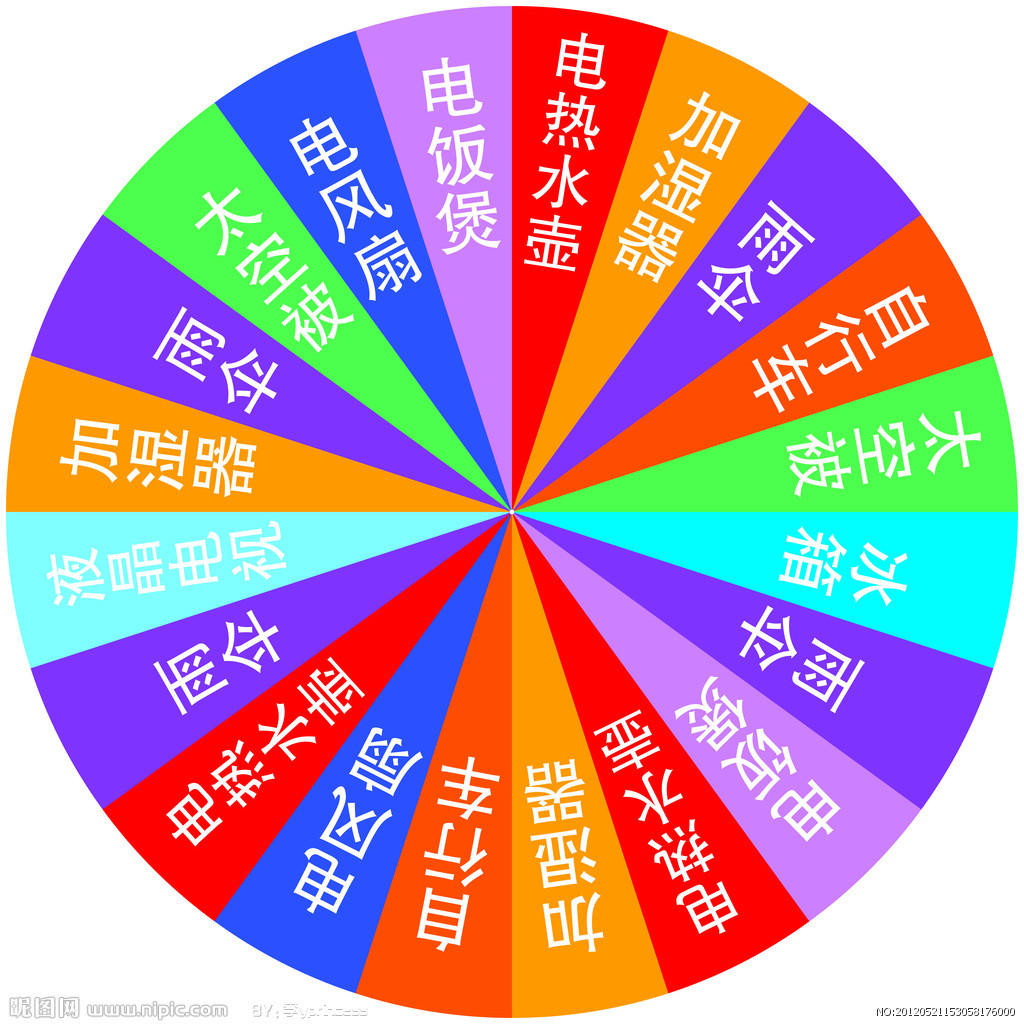 电热水壶
加湿器
雨伞
自行车
太空被
冰箱
雨伞
电饭煲
电热水壶
加湿器
自行车
电风扇
电热水壶
雨伞
液晶电视
加湿器
雨伞
太空被
电风扇
电饭煲
昵图网 www.nipic.com
BY:李yprincess
NO:20120521153058176000